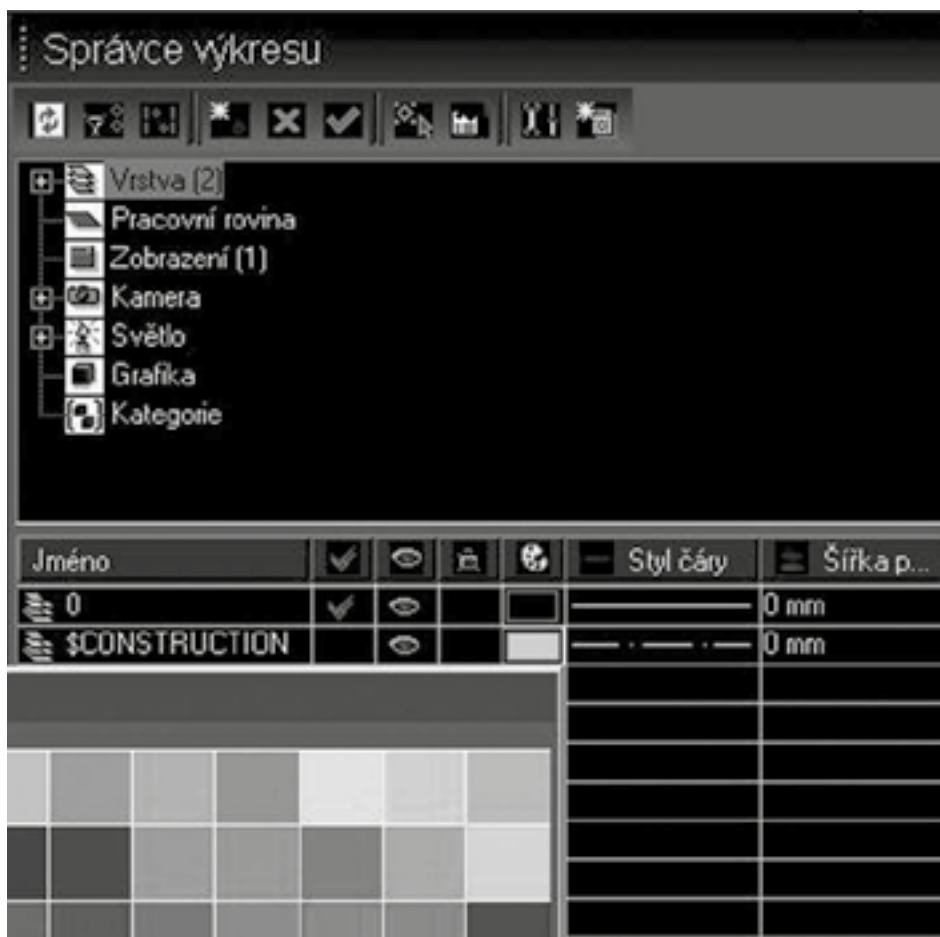 Správce výkresu
Vrstva (2)
Pracovní rovina
Zobrazení (1)
Kamera
Světlo
Grafika
Kategorie
Jméno Styl čáry Šířka p...
0 0 mm
$CONSTRUCTION 0 mm